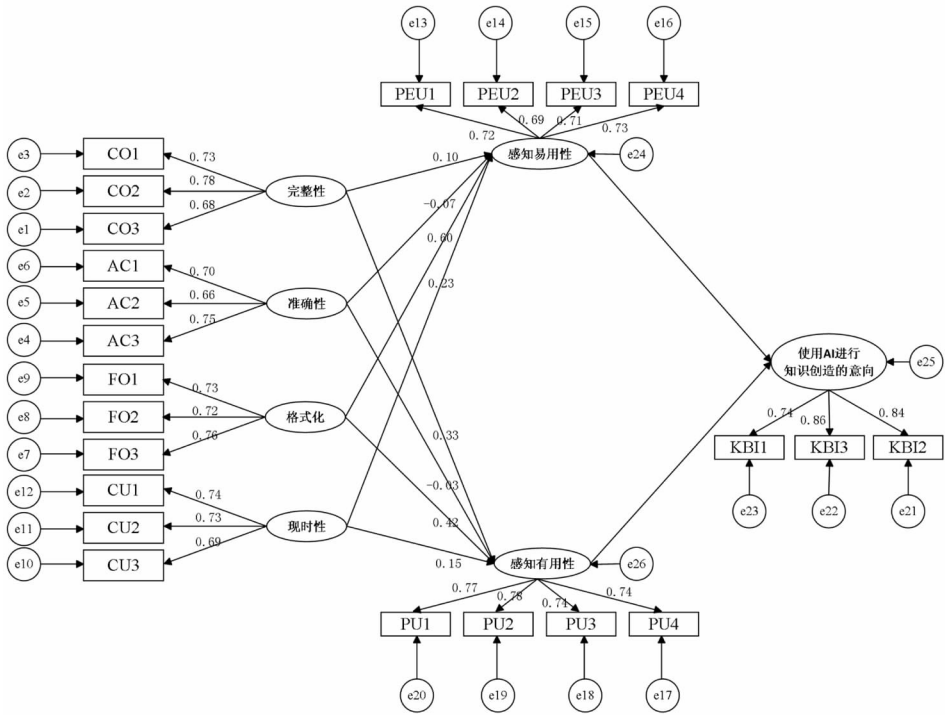 e13
e14
e15
e16
PEU1
PEU2
PEU3
PEU4
0.72
0.69
0.71
0.73
感知易用性
e24
e3
CO1
0.73
e2
CO2
0.78
e1
CO3
0.68
完整性
0.10
0.33
e6
AC1
0.70
e5
AC2
0.66
e4
AC3
0.75
准确性
-0.07
-0.03
e9
FO1
0.73
e8
FO2
0.72
e7
FO3
0.76
格式化
0.60
0.42
e12
CU1
0.74
e11
CU2
0.73
e10
CU3
0.69
现时性
0.23
0.15
使用AI进行
知识创造的意向
e25
0.74
0.86
0.84
KBI1
KBI3
KBI2
e23
e22
e21
感知有用性
e26
0.77
0.78
0.74
0.74
PU1
PU2
PU3
PU4
e20
e19
e18
e17